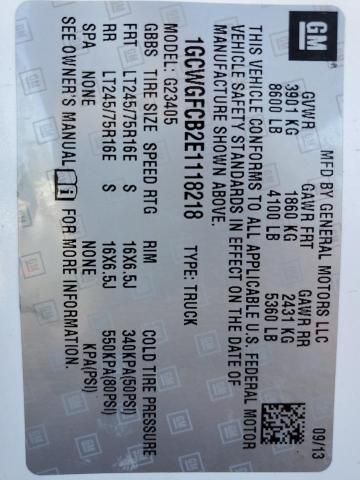 GM
MFD BY GENERAL MOTORS LLC 09/13
GVWR GAWR FRT GAWR RR
3901 KG 1860 KG 2431 KG
8600 LB 4100 LB 5360 LB
THIS VEHICLE CONFORMS TO ALL APPLICABLE U.S. FEDERAL MOTOR
VEHICLE SAFETY STANDARDS IN EFFECT ON THE DATE OF
MANUFACTURE SHOWN ABOVE.
1GCWGFCB2E1118218 TYPE: TRUCK
MODEL: G23405
GBBS TIRE SIZE SPEED RTG RIM COLD TIRE PRESSURE
FRT LT245/75R16E S 16X6.5J 340KPA(50PSI)
RR LT245/75R16E S 16X6.5J 550KPA(80PSI)
SPA NONE NONE KPA(PSI)
SEE OWNER'S MANUAL FOR MORE INFORMATION.